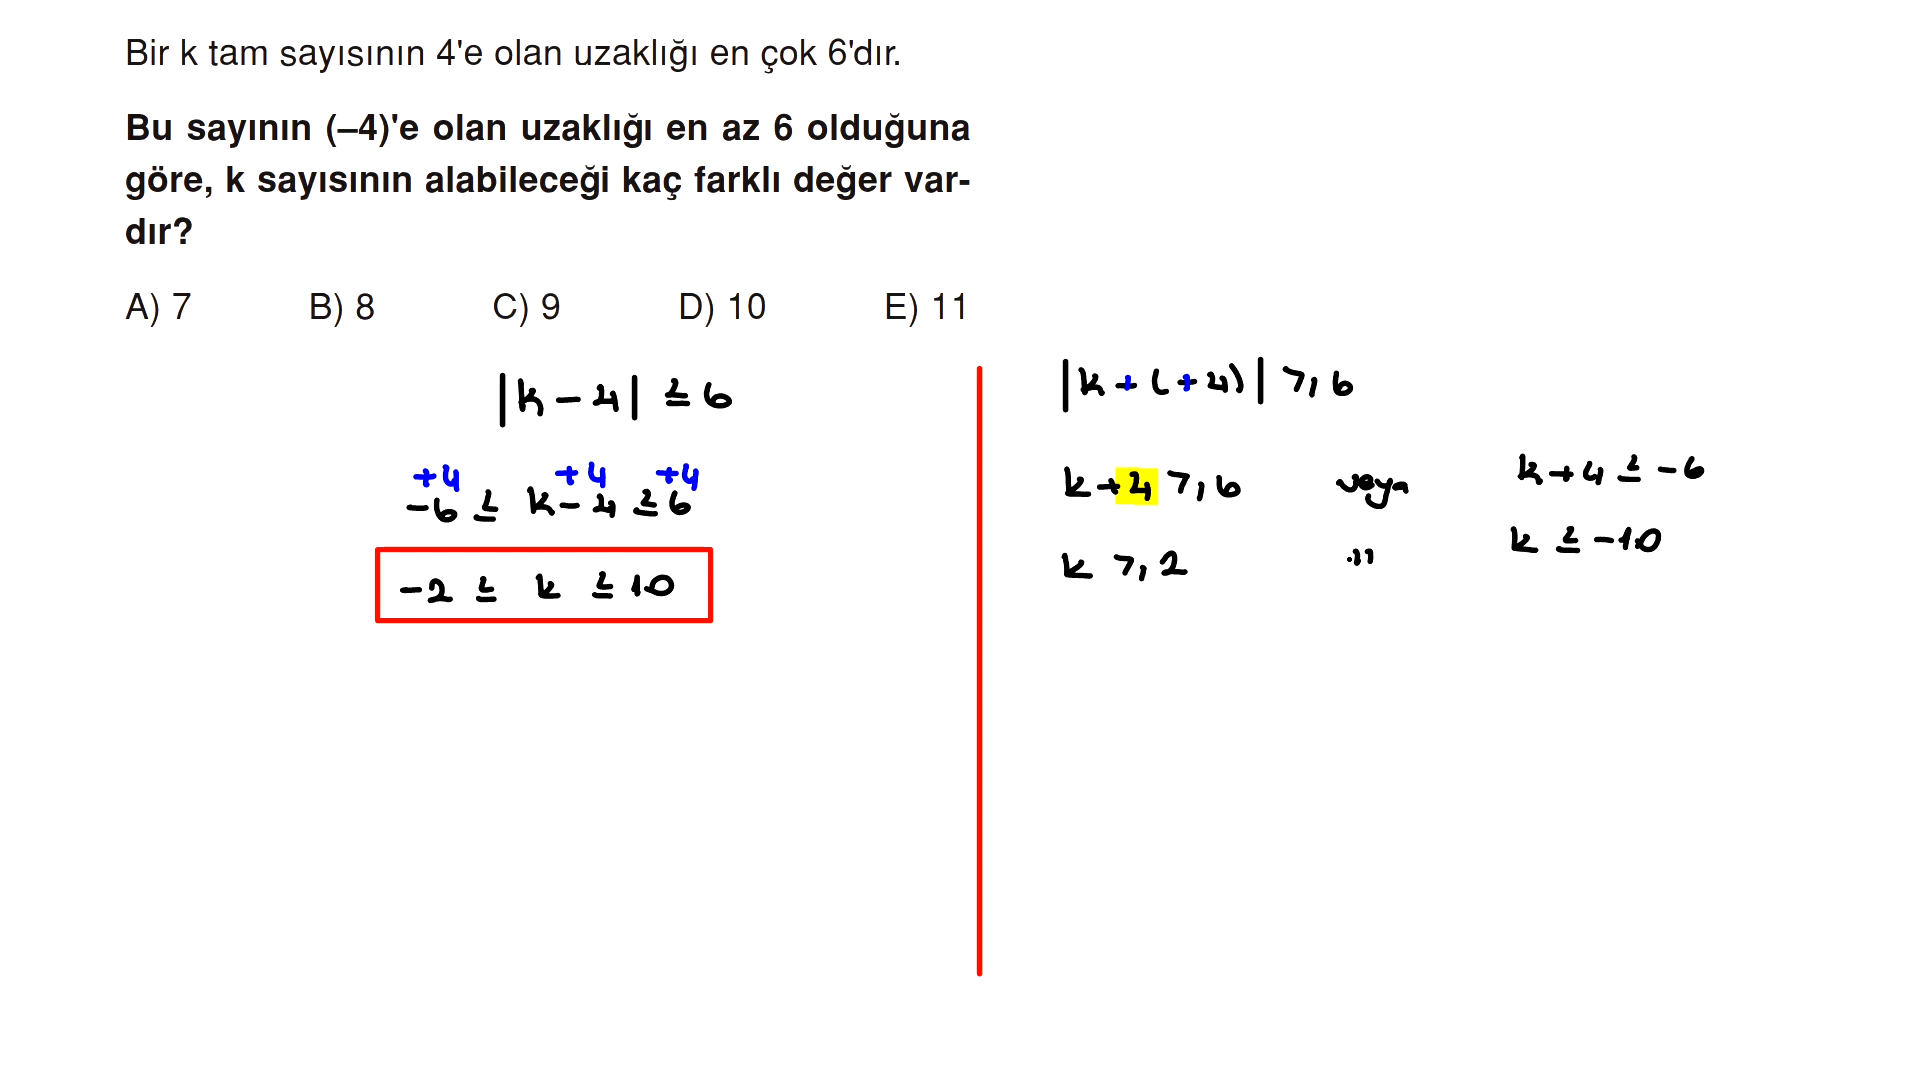 Bir k tam sayısının 4'e olan uzaklığı en çok 6'dır.
Bu sayının (–4)'e olan uzaklığı en az 6 olduğuna
göre, k sayısının alabileceği kaç farklı değer var-
dır?
A) 7 B) 8 C) 9 D) 10 E) 11
|k - 4| ≤ 6
+4 +4 +4
-6 ≤ k - 4 ≤ 6
-2 ≤ k ≤ 10
|k + (+4)| ≥ 6
k + 4 ≥ 6 veya k + 4 ≤ -6
k ≥ 2 " k ≤ -10